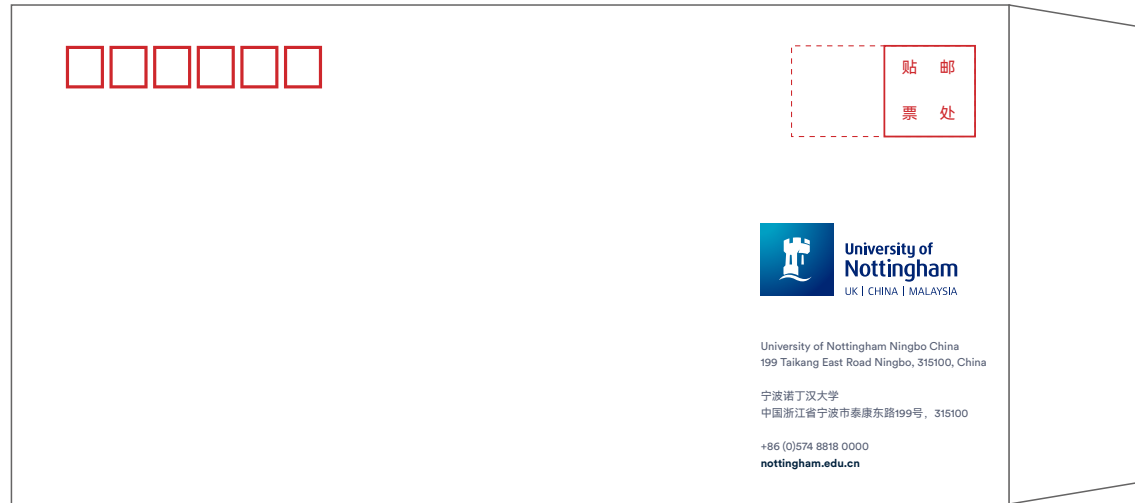 贴 邮
票 处
University of
Nottingham
UK | CHINA | MALAYSIA
University of Nottingham Ningbo China
199 Taikang East Road Ningbo, 315100, China
宁波诺丁汉大学
中国浙江省宁波市泰康东路199号，315100
+86 (0)574 8818 0000
nottingham.edu.cn